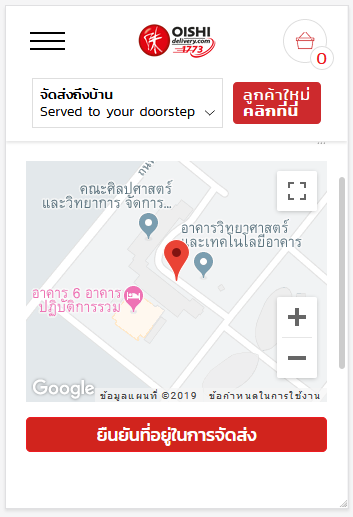 OISHI
delivery.com
1773
0
จัดส่งถึงบ้าน
Served to your doorstep
ลูกค้าใหม่
คลิกที่นี่
...
คณะศิลปศาสตร์
และวิทยาการ จัดการ...
อาคารวิทยาศาสตร์
และเทคโนโลยีอาคาร
อาคาร 6 อาคาร
ปฏิบัติการรวม
Google
ข้อมูลแผนที่ ©2019
ข้อกำหนดในการใช้งาน
ยืนยันที่อยู่ในการจัดส่ง